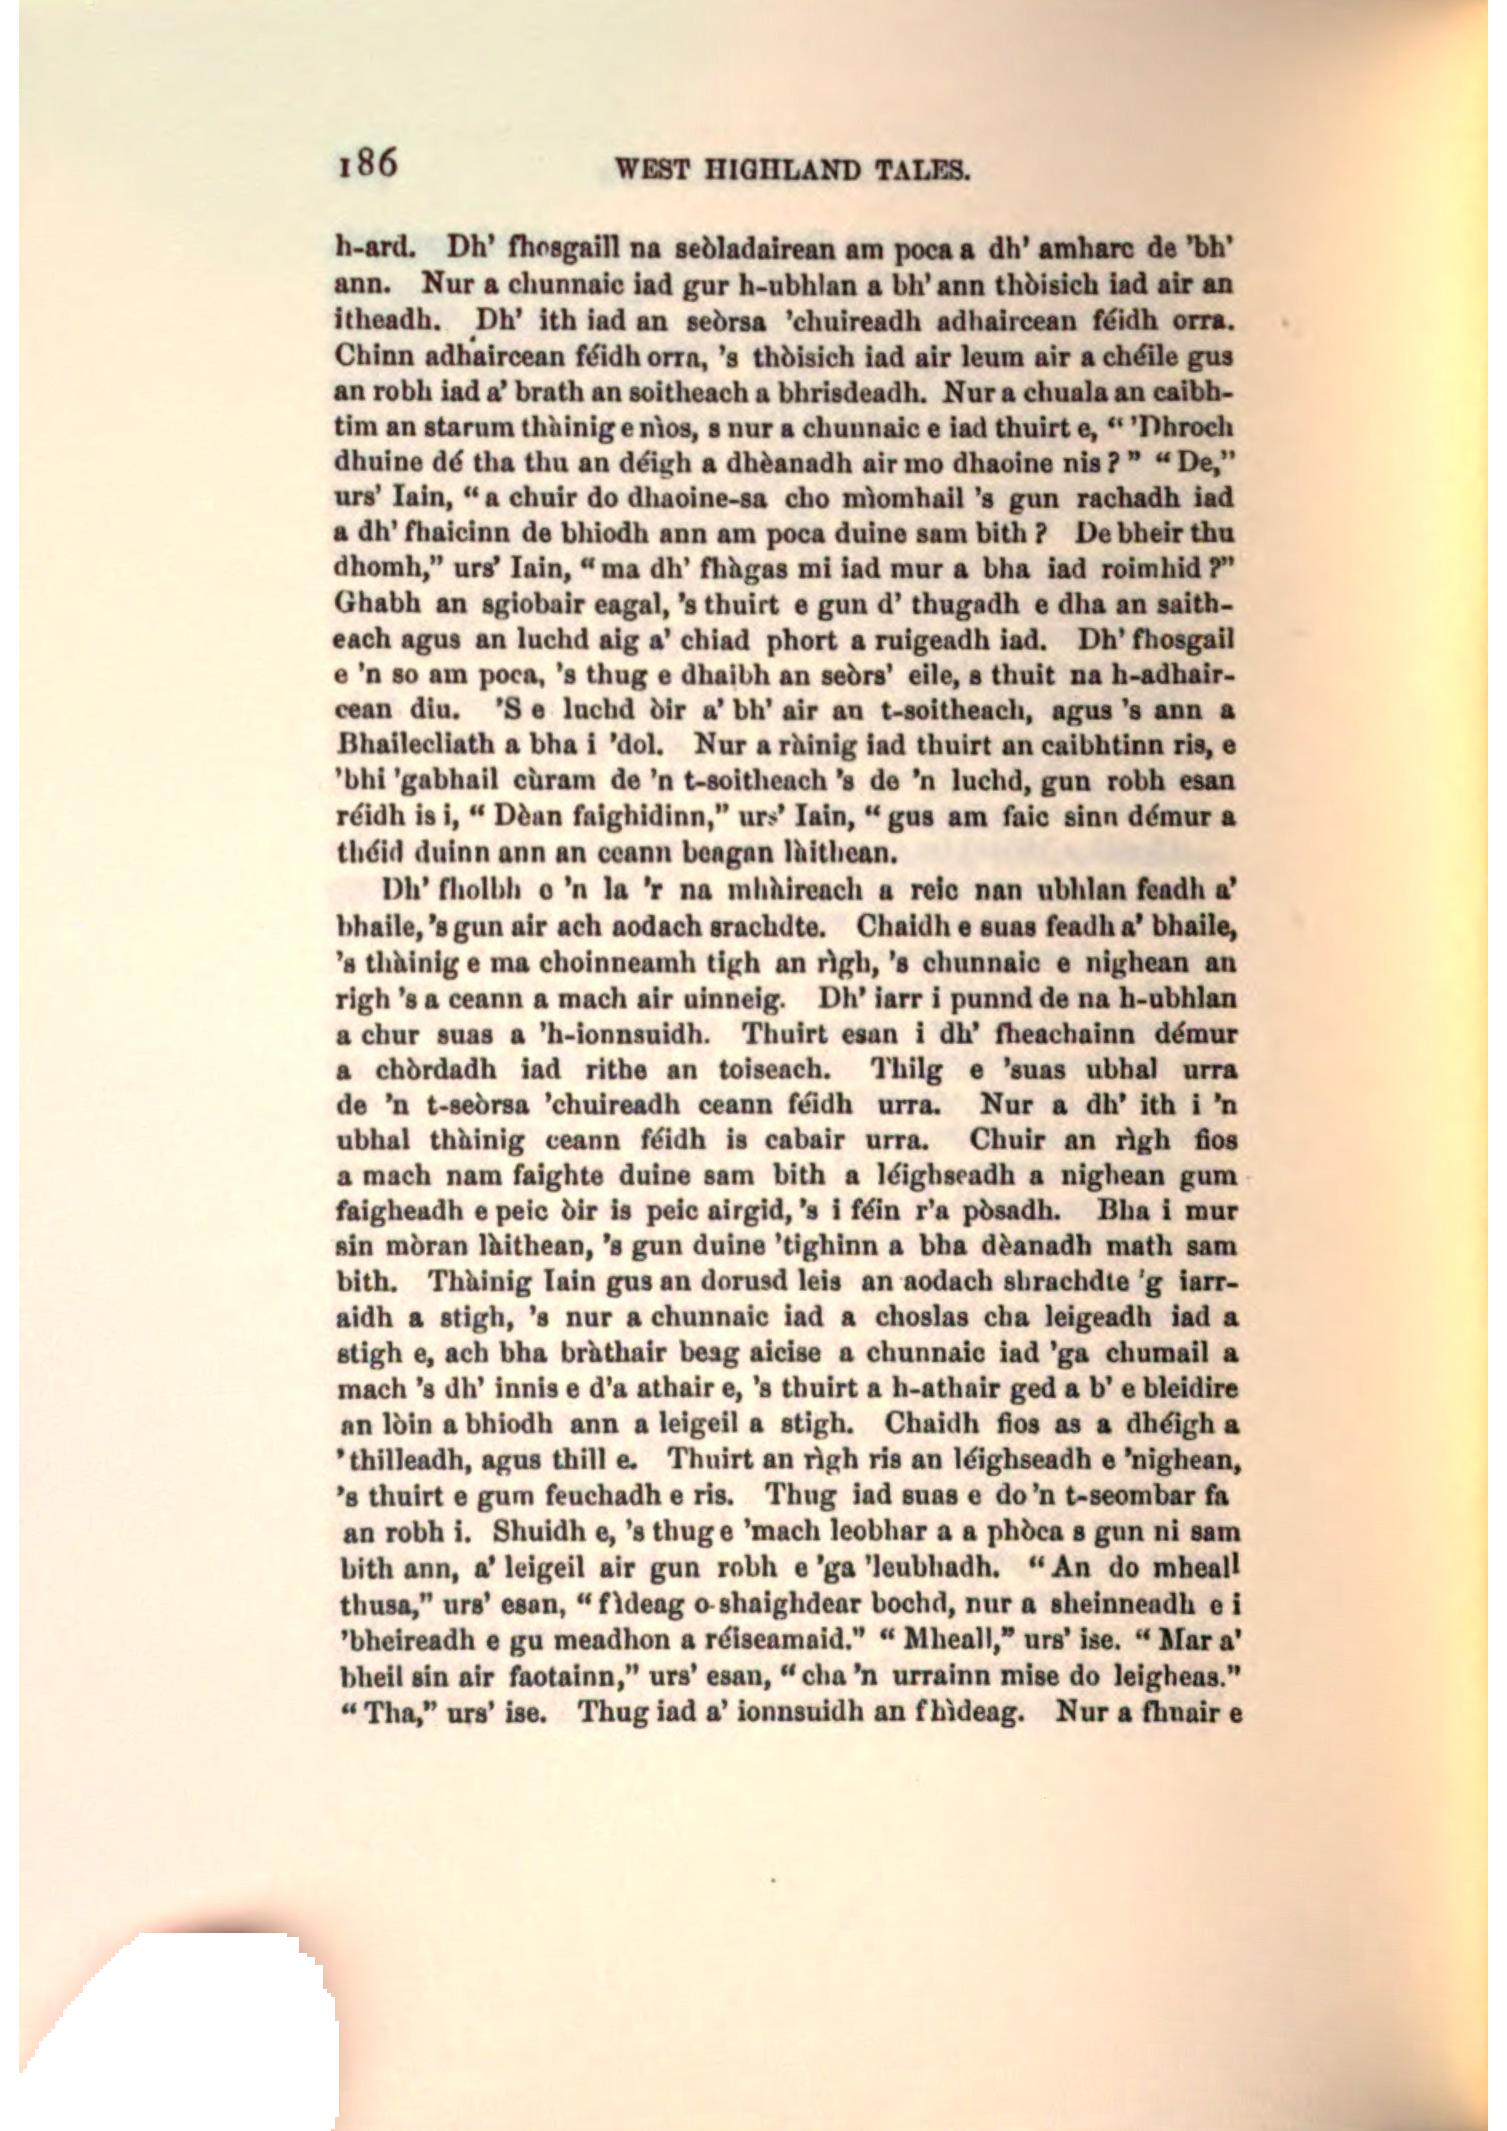 186 WEST HIGHLAND TALES.
h-ard. Dh' fhosgaill na seòladairean am poca a dh' amharc de 'bh'
ann. Nur a chunnaic iad gur h-ubhlan a bh' ann thòisich iad air an
itheadh. Dh' ith iad an seòrsa 'chuireadh adhaircean féidh orra.
Chinn adhaircean féidh orra, 's thòisich iad air leum air a chéile gus
an robh iad a' brath an soitheach a bhrisdeadh. Nur a chuala an caibh-
tim an starum thàinig e nìos, s nur a chunnaic e iad thuirt e, “ 'Dhroch
dhuine dé tha thu an déigh a dhèanadh air mo dhaoine nis ? ” “ De,”
urs' Iain, “ a chuir do dhaoine-sa cho mìomhail 's gun rachadh iad
a dh' fhaicinn de bhiodh ann am poca duine sam bith ? De bheir thu
dhomh,” urs' Iain, “ ma dh' fhàgas mi iad mur a bha iad roimhid ?”
Ghabh an sgiobair eagal, 's thuirt e gun d' thugadh e dha an saith-
each agus an luchd aig a' chiad phort a ruigeadh iad. Dh' fhosgail
e 'n so am poca, 's thug e dhaibh an seòrs' eile, s thuit na h-adhair-
cean diu. 'S e luchd òir a' bh' air an t-soitheach, agus 's ann a
Bhailecliath a bha i 'dol. Nur a ràinig iad thuirt an caibhtinn ris, e
'bhi 'gabhail cùram de 'n t-soitheach 's de 'n luchd, gun robh esan
réidh is i, “ Dèan faighidinn,” urs' Iain, “ gus am faic sinn démur a
théid duinn ann an ceann beagan làithean.
Dh' fholbh e 'n la 'r na mhàireach a reic nan ubhlan feadh a'
bhaile, 's gun air ach aodach srachdte. Chaidh e suas feadh a' bhaile,
's thàinig e ma choinneamh tigh an rìgh, 's chunnaic e nighean an
righ 's a ceann a mach air uinneig. Dh' iarr i punnd de na h-ubhlan
a chur suas a 'h-ionnsuidh. Thuirt esan i dh' fheachainn démur
a chòrdadh iad rithe an toiseach. Thilg e 'suas ubhal urra
de 'n t-seòrsa 'chuireadh ceann féidh urra. Nur a dh' ith i 'n
ubhal thàinig ceann féidh is cabair urra. Chuir an rìgh fios
a mach nam faighte duine sam bith a léighseadh a nighean gum
faigheadh e peic òir is peic airgid, 's i féin r'a pòsadh. Bha i mur
sin mòran làithean, 's gun duine 'tighinn a bha dèanadh math sam
bith. Thàinig Iain gus an dorusd leis an aodach shrachdte 'g iarr-
aidh a stigh, 's nur a chunnaic iad a choslas cha leigeadh iad a
stigh e, ach bha bràthair beag aicise a chunnaic iad 'ga chumail a
mach 's dh' innis e d'a athair e, 's thuirt a h-athair ged a b' e bleidire
an lòin a bhiodh ann a leigeil a stigh. Chaidh fios as a dhéigh a
'thilleadh, agus thill e. Thuirt an rìgh ris an léighseadh e 'nighean,
's thuirt e gum feuchadh e ris. Thug iad suas e do 'n t-seombar fa
an robh i. Shuidh e, 's thug e 'mach leobhar a a phòca s gun ni sam
bith ann, a' leigeil air gun robh e 'ga 'leubhadh. “ An do mheall
thusa,” urs' esan, “ fìdeag o shaighdear bochd, nur a sheinneadh e i
'bheireadh e gu meadhon a réiseamaid.” “ Mheall,” urs' ise. “ Mar a'
bheil sin air faotainn,” urs' esan, “ cha 'n urrainn mise do leigheas.”
“ Tha,” urs' ise. Thug iad a' ionnsuidh an fhìdeag. Nur a fhuair e